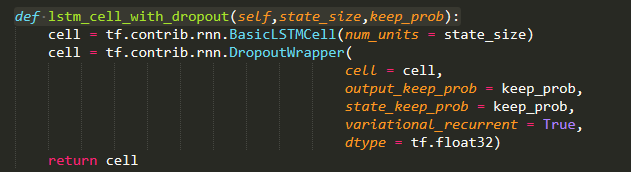 def lstm_cell_with_dropout(self,state_size,keep_prob):
cell = tf.contrib.rnn.BasicLSTMCell(num_units = state_size)
cell = tf.contrib.rnn.DropoutWrapper(
cell = cell,
output_keep_prob = keep_prob,
state_keep_prob = keep_prob,
variational_recurrent = True,
dtype = tf.float32)
return cell